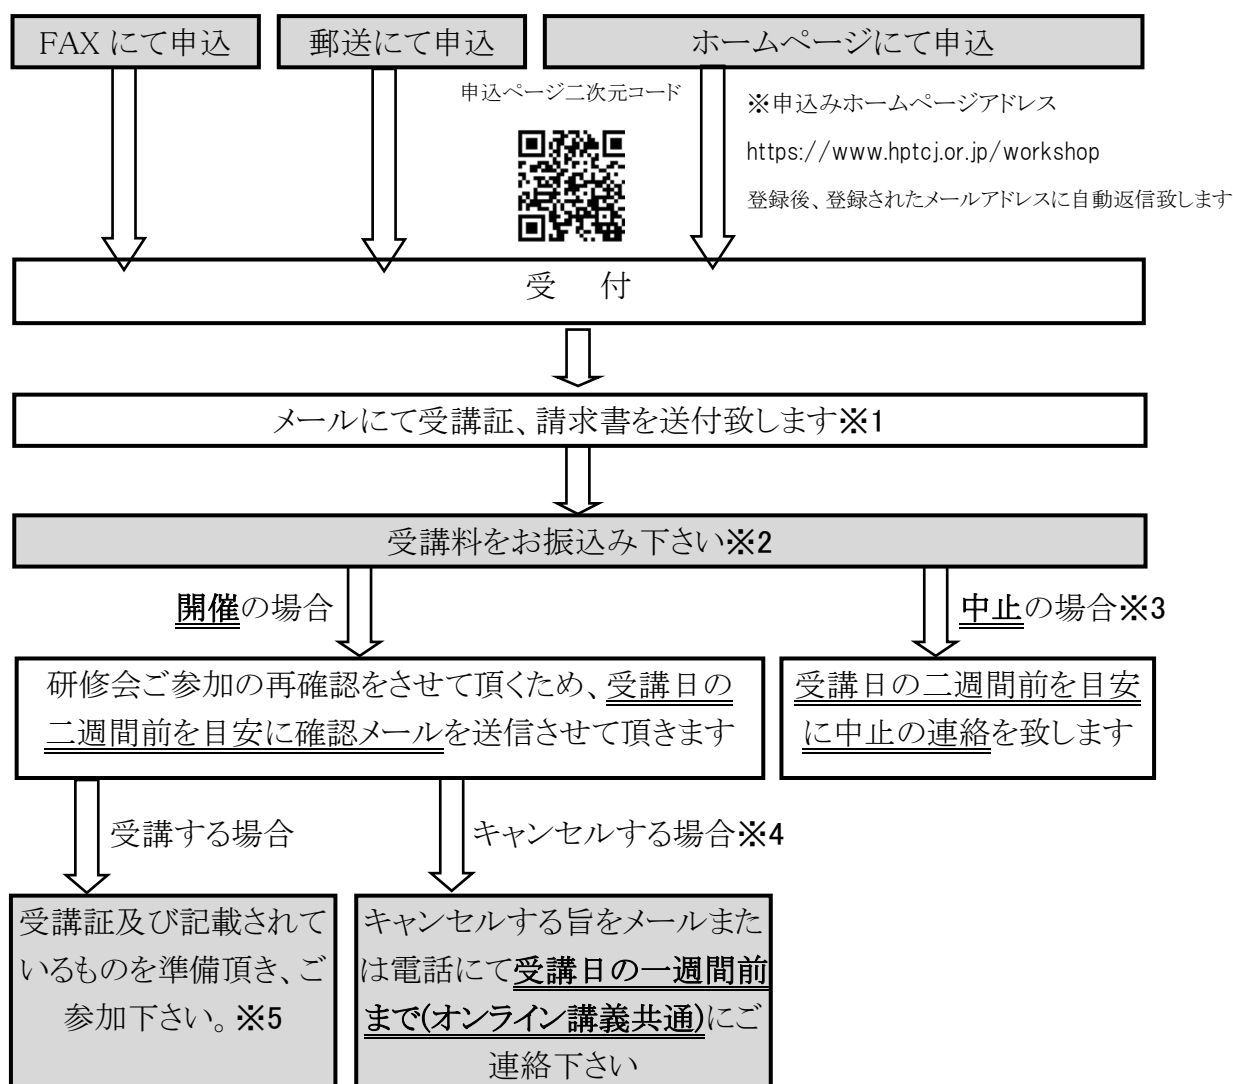 FAX にて申込
郵送にて申込
ホームページにて申込
申込ページ二次元コード
※申込みホームページアドレス
https://www.hptcj.or.jp/workshop
登録後、登録されたメールアドレスに自動返信致します
受 付
メールにて受講証、請求書を送付致します※1
受講料をお振込み下さい※2
開催の場合
中止の場合※3
研修会ご参加の再確認をさせて頂くため、受講日の
二週間前を目安に確認メールを送信させて頂きます
受講日の二週間前を目安
に中止の連絡を致します
受講する場合
キャンセルする場合※4
受講証及び記載されて
いるものを準備頂き、ご
参加下さい。※5
キャンセルする旨をメールまた
は電話にて受講日の一週間前
まで(オンライン講義共通)にご
連絡下さい